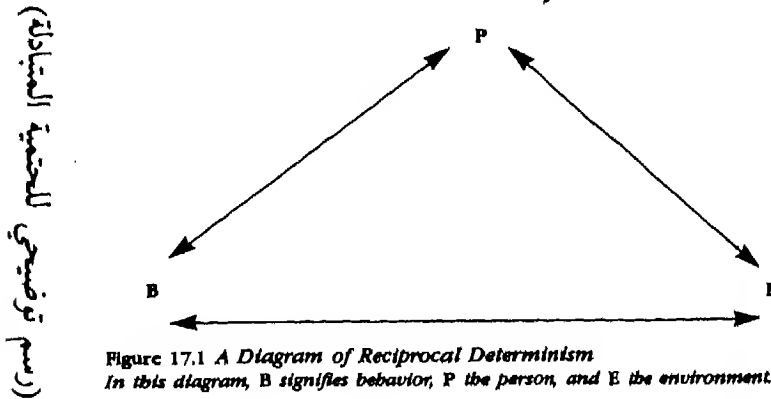 P
B
Figure 17.1 A Diagram of Reciprocal Determinism
In this diagram, B signifies behavior, P the person, and E the environment.
(رسم توضيحي للحتمية المتبادلة)